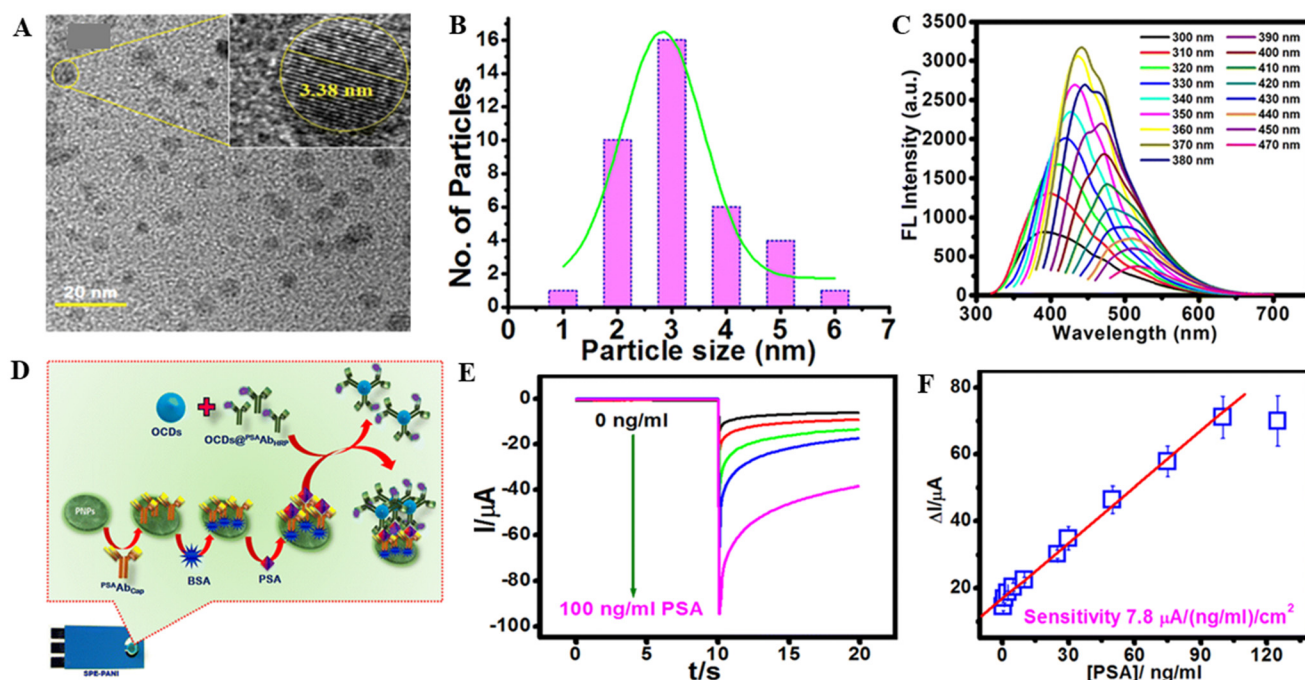 A
3.38 nm
20 nm
B
No. of Particles
16
14
12
10
8
6
4
2
0
0 1 2 3 4 5 6 7
Particle size (nm)
C
FL Intensity (a.u.)
3500
3000
2500
2000
1500
1000
750
500
250
0
300 400 500 600 700
Wavelength (nm)
300 nm 390 nm
310 nm 400 nm
320 nm 410 nm
330 nm 420 nm
340 nm 430 nm
350 nm 440 nm
360 nm 450 nm
370 nm 470 nm
380 nm
D
OCDs
OCDs@PSAAbHRP
PNPs
PSAAbCap
BSA
PSA
SPE-PANI
E
I/µA
0
-20
-40
-60
-80
-100
0 5 10 15 20
t/s
0 ng/ml
100 ng/ml PSA
F
ΔI/µA
80
60
40
20
0 20 40 60 80 100 120
[PSA]/ ng/ml
Sensitivity 7.8 µA/(ng/ml)/cm²